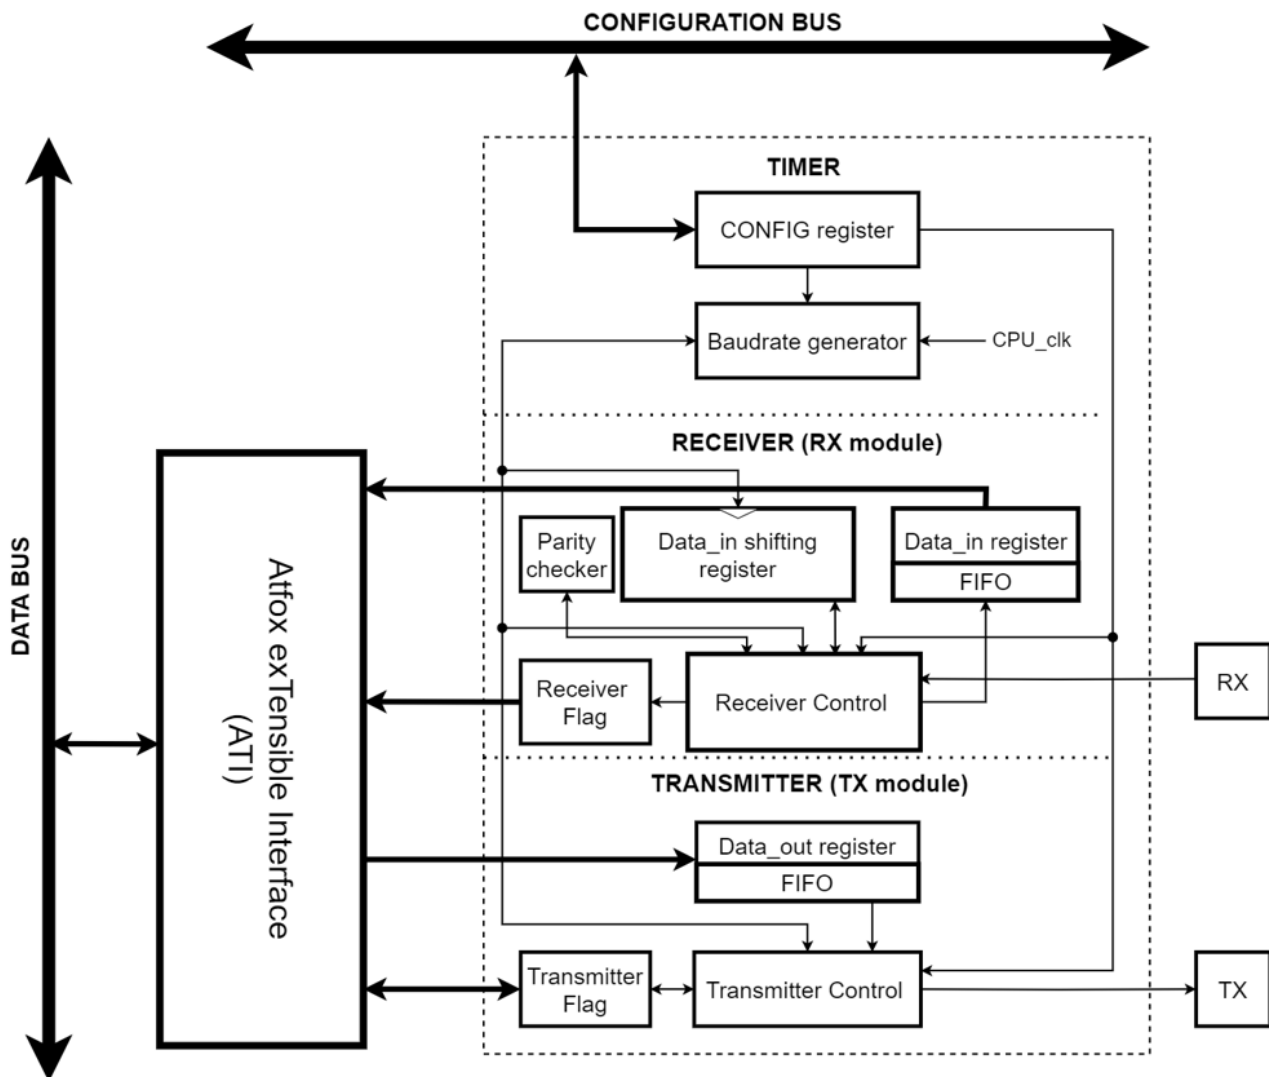 CONFIGURATION BUS
TIMER
CONFIG register
Baudrate generator
CPU_clk
RECEIVER (RX module)
Parity
checker
Data_in shifting
register
Data_in register
FIFO
Receiver
Flag
Receiver Control
RX
TRANSMITTER (TX module)
Data_out register
FIFO
Transmitter
Flag
Transmitter Control
TX
DATA BUS
Atfox exTensible Interface
(ATI)